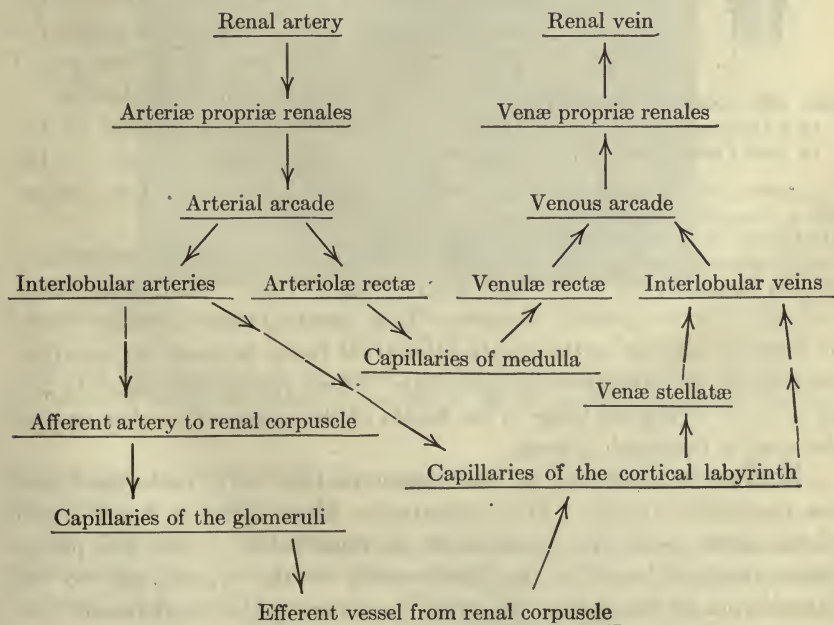 Renal artery Renal vein
Arteriæ propriæ renales Venæ propriæ renales
Arterial arcade Venous arcade
Interlobular arteries Arteriolæ rectæ Venulæ rectæ Interlobular veins
Capillaries of medulla
Venæ stellatæ
Afferent artery to renal corpuscle
Capillaries of the cortical labyrinth
Capillaries of the glomeruli
Efferent vessel from renal corpuscle